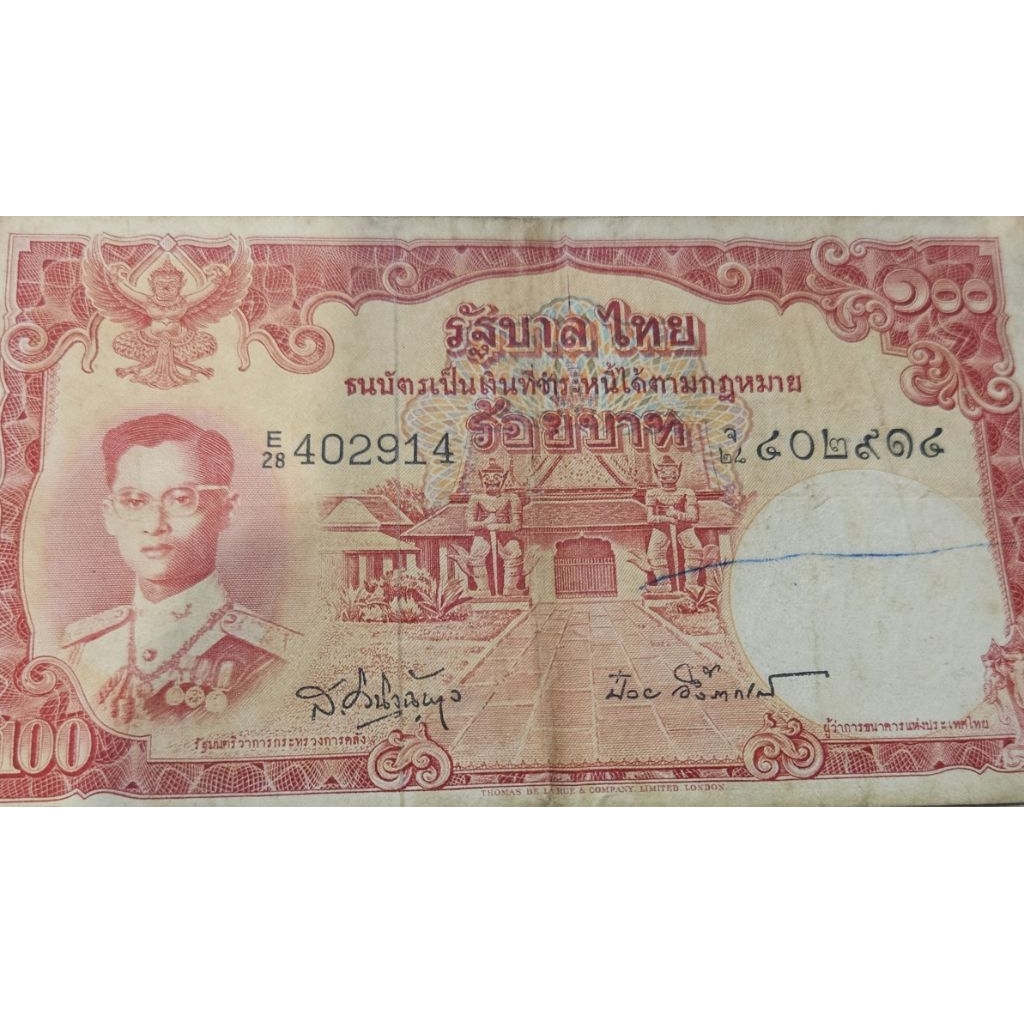 ๑๐๐
รัฐบาลไทย
ธนบัตรเป็นเงินที่ชำระหนี้ได้ตามกฎหมาย
ร้อยบาท
E/28 402914
จ/๒๘ ๔๐๒๙๑๔
รัฐมนตรีว่าการกระทรวงการคลัง
ผู้ว่าการธนาคารแห่งประเทศไทย
100
THOMAS DE LA RUE & COMPANY, LIMITED, LONDON.